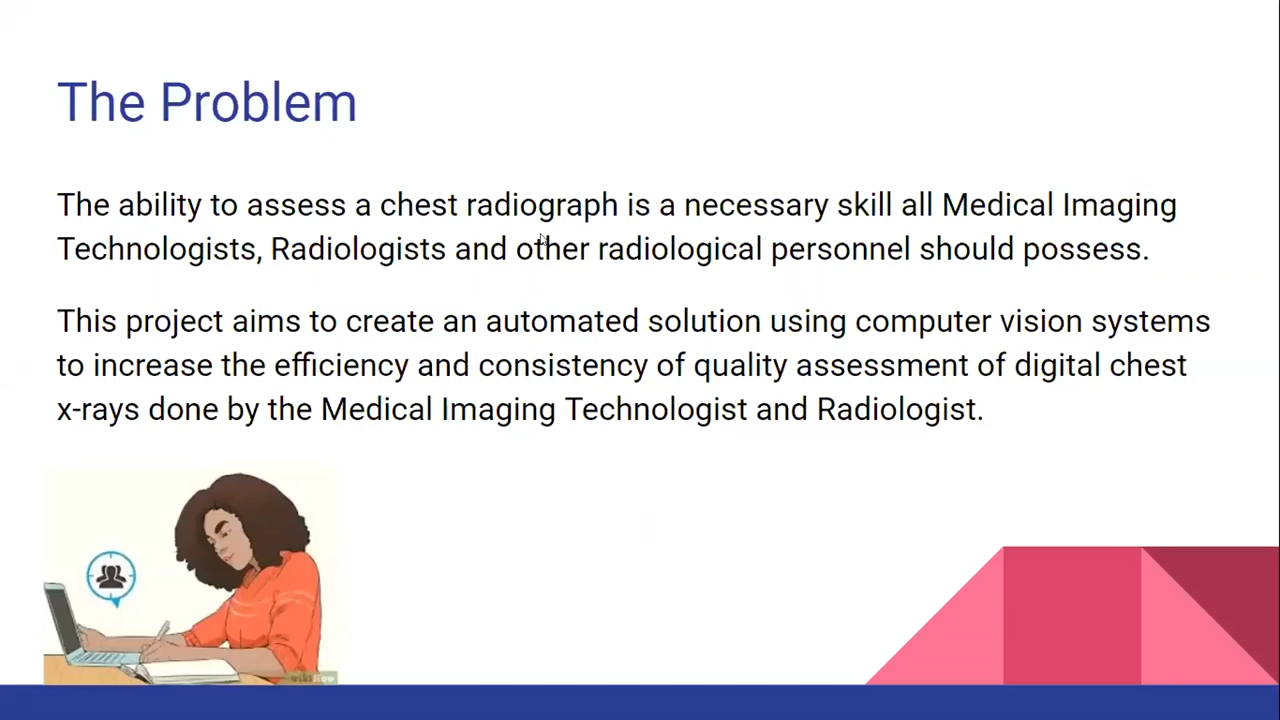 The Problem
The ability to assess a chest radiograph is a necessary skill all Medical Imaging
Technologists, Radiologists and other radiological personnel should possess.
This project aims to create an automated solution using computer vision systems
to increase the efficiency and consistency of quality assessment of digital chest
x-rays done by the Medical Imaging Technologist and Radiologist.
wikiHow